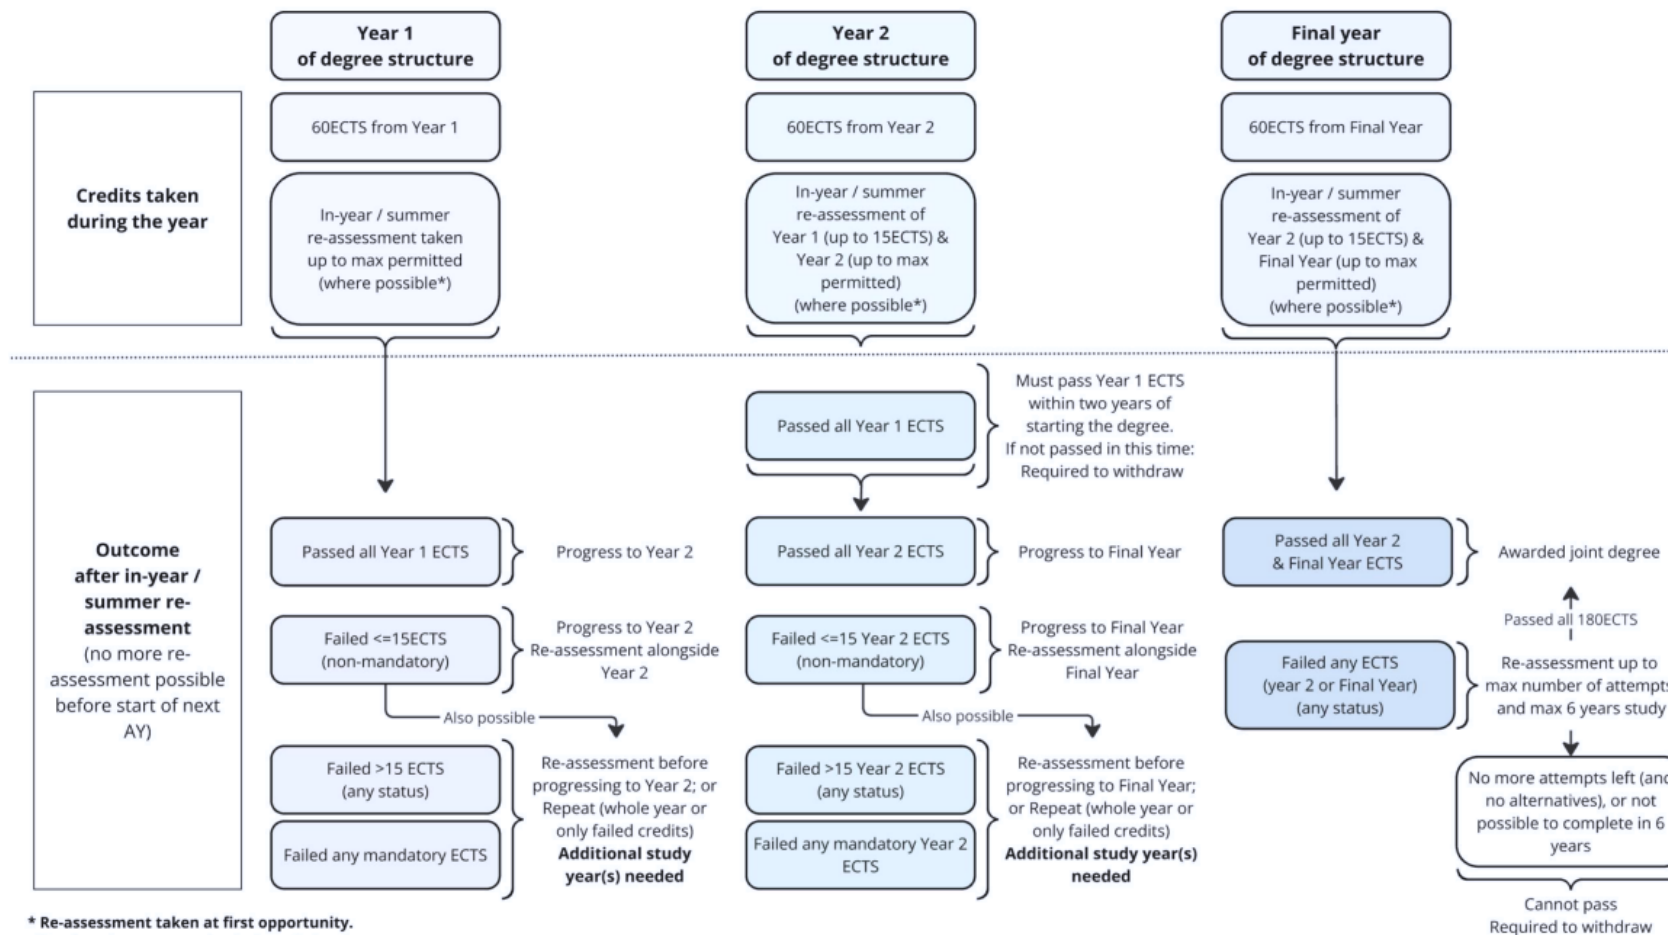 Year 1
of degree structure
Year 2
of degree structure
Final year
of degree structure
Credits taken
during the year
60ECTS from Year 1
60ECTS from Year 2
60ECTS from Final Year
In-year / summer
re-assessment taken
up to max permitted
(where possible*)
In-year / summer
re-assessment of
Year 1 (up to 15ECTS) &
Year 2 (up to max
permitted)
(where possible*)
In-year / summer
re-assessment of
Year 2 (up to 15ECTS) &
Final Year (up to max
permitted)
(where possible*)
Outcome
after in-year /
summer re-
assessment
(no more re-
assessment possible
before start of next
AY)
Passed all Year 1 ECTS
Progress to Year 2
Failed <=15ECTS
(non-mandatory)
Progress to Year 2
Re-assessment alongside
Year 2
Also possible
Failed >15 ECTS
(any status)
Failed any mandatory ECTS
Re-assessment before
progressing to Year 2; or
Repeat (whole year or
only failed credits)
Additional study
year(s) needed
Passed all Year 1 ECTS
Must pass Year 1 ECTS
within two years of
starting the degree.
If not passed in this time:
Required to withdraw
Passed all Year 2 ECTS
Progress to Final Year
Failed <=15 Year 2 ECTS
(non-mandatory)
Progress to Final Year
Re-assessment alongside
Final Year
Also possible
Failed >15 Year 2 ECTS
(any status)
Failed any mandatory Year 2
ECTS
Re-assessment before
progressing to Final Year;
or Repeat (whole year or
only failed credits)
Additional study year(s)
needed
Passed all Year 2
& Final Year ECTS
Awarded joint degree
Passed all 180ECTS
Failed any ECTS
(year 2 or Final Year)
(any status)
Re-assessment up to
max number of attempts
and max 6 years study
No more attempts left (and
no alternatives), or not
possible to complete in 6
years
Cannot pass
Required to withdraw
* Re-assessment taken at first opportunity.